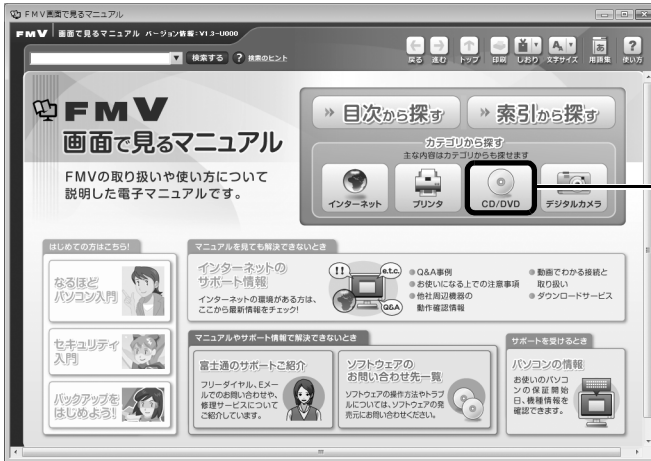 FMV画面で見るマニュアル
FMV 画面で見るマニュアル バージョン情報：V1.3-U000
検索する ? 検索のヒント
戻る 進む トップ 印刷 しおり 文字サイズ 用語集 使い方
FMV
画面で見るマニュアル
FMVの取り扱いや使い方について
説明した電子マニュアルです。
» 目次から探す » 索引から探す
カテゴリから探す
主な内容はカテゴリからも探せます
インターネット プリンタ CD/DVD デジタルカメラ
はじめての方はこちら!
なるほど
パソコン入門
セキュリティ
入門
バックアップを
はじめよう!
マニュアルを見ても解決できないとき
インターネットの
サポート情報
インターネットの環境がある方は、
ここから最新情報をチェック!
!! e.t.c. Q&A
●Q&A事例
●お使いになる上での注意事項
●他社周辺機器の
動作確認情報
●動画でわかる接続と
取り扱い
●ダウンロードサービス
マニュアルやサポート情報で解決できないとき
富士通のサポートご紹介
フリーダイヤル、Eメー
ルでのお問い合わせや、
修理サービスについて
ご紹介しています。
ソフトウェアの
お問い合わせ先一覧
ソフトウェアの操作方法やトラブ
ルについては、ソフトウェアの発
売元にお問い合わせください。
サポートを受けるとき
パソコンの情報
お使いのパソコ
ンの保証開始
日、機種情報を
確認できます。